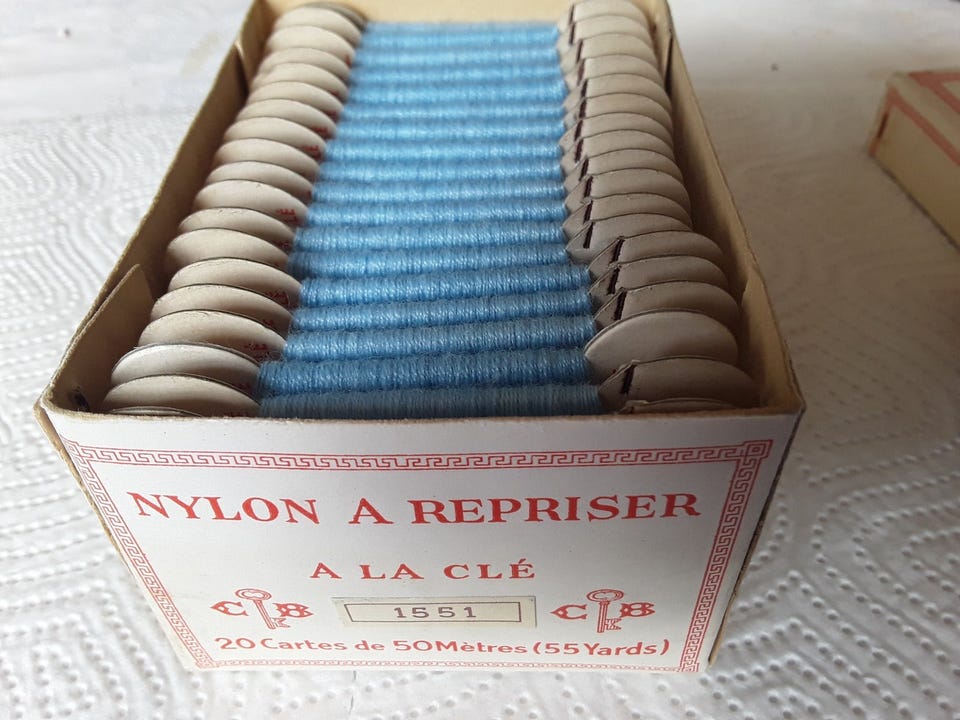 NYLON A REPRISER
A LA CLÉ
C B 1551 C B
20 Cartes de 50 Mètres (55 Yards)